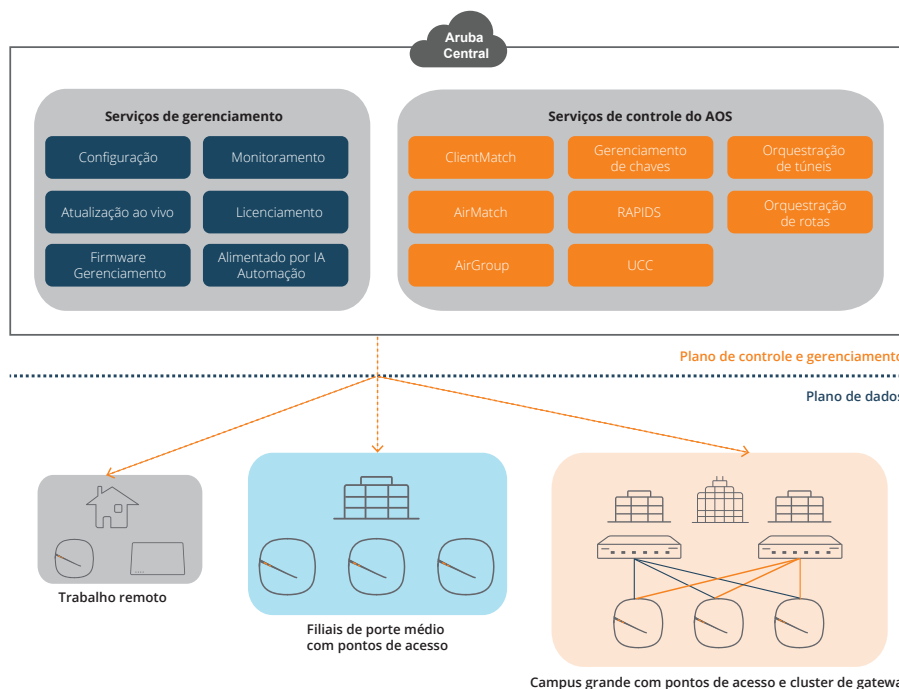 Aruba
Central
Serviços de gerenciamento
Configuração
Monitoramento
Atualização ao vivo
Licenciamento
Firmware
Gerenciamento
Alimentado por IA
Automação
Serviços de controle do AOS
ClientMatch
Gerenciamento
de chaves
Orquestração
de túneis
AirMatch
RAPIDS
Orquestração
de rotas
AirGroup
UCC
Plano de controle e gerenciamento
Plano de dados
Trabalho remoto
Filiais de porte médio
com pontos de acesso
Campus grande com pontos de acesso e cluster de gatewa